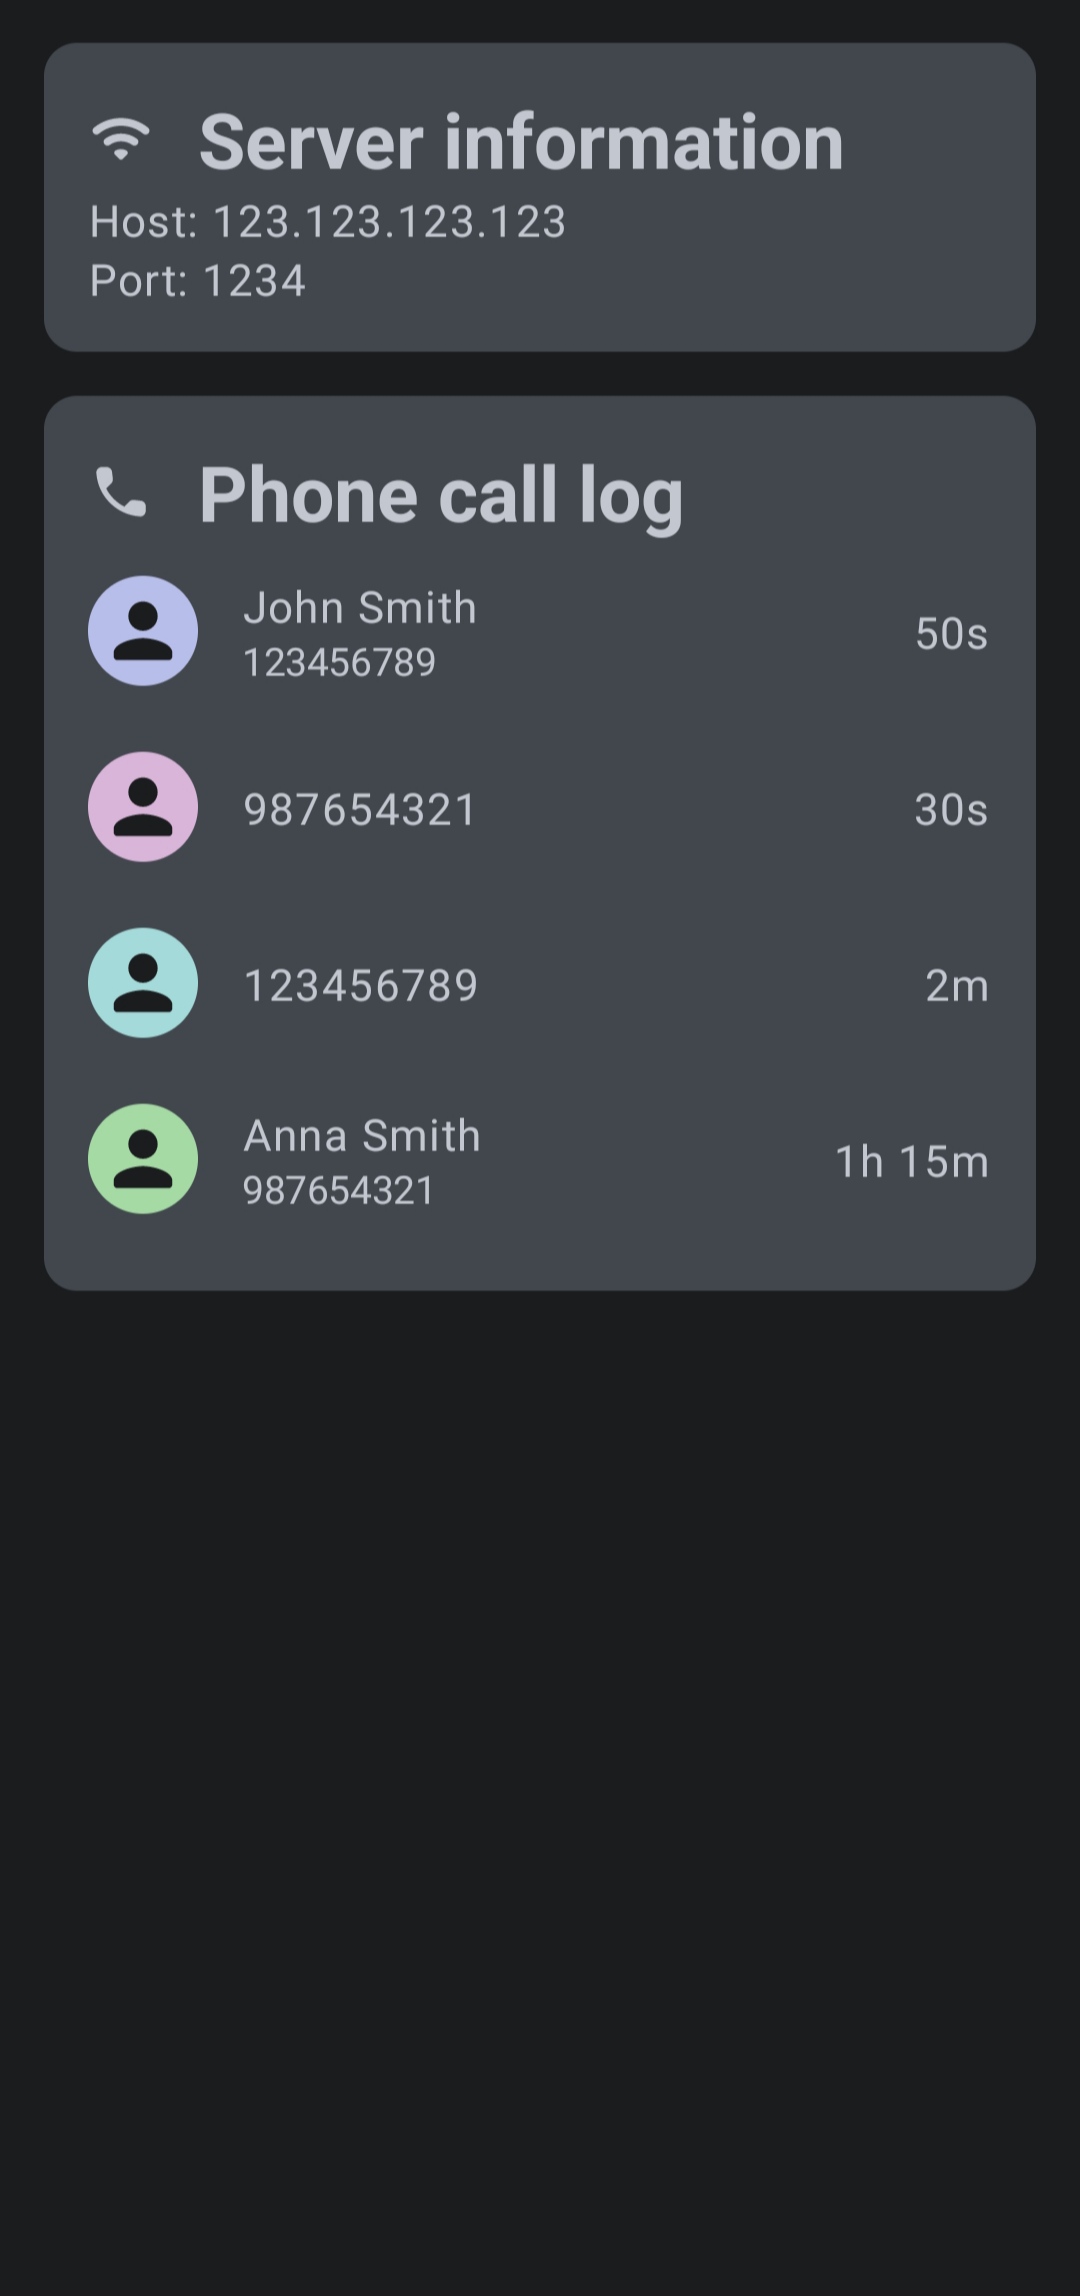 Server information
Host: 123.123.123.123
Port: 1234
Phone call log
John Smith
123456789
50s
987654321
30s
123456789
2m
Anna Smith
987654321
1h 15m